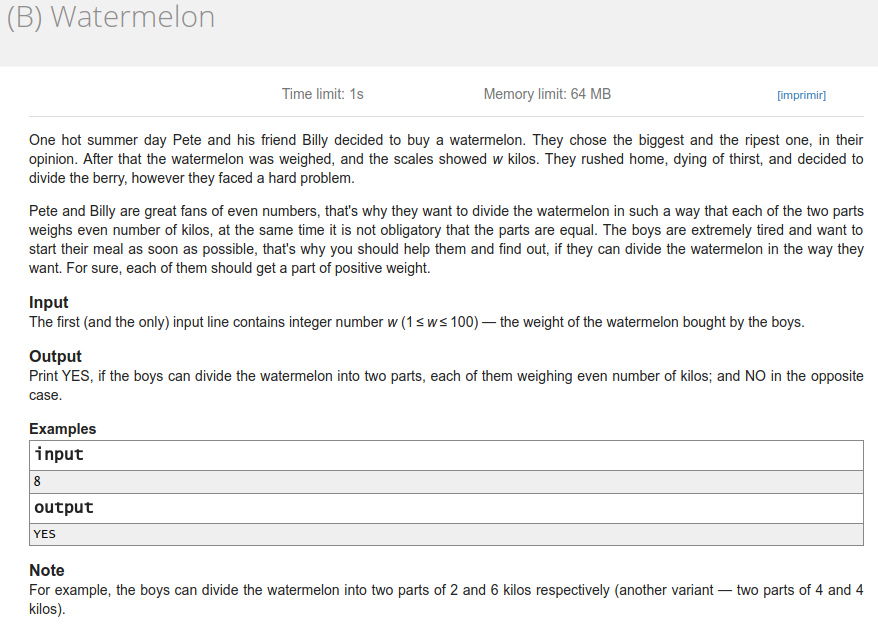 (B) Watermelon
Time limit: 1s Memory limit: 64 MB [imprimir]
One hot summer day Pete and his friend Billy decided to buy a watermelon. They chose the biggest and the ripest one, in their
opinion. After that the watermelon was weighed, and the scales showed w kilos. They rushed home, dying of thirst, and decided to
divide the berry, however they faced a hard problem.
Pete and Billy are great fans of even numbers, that's why they want to divide the watermelon in such a way that each of the two parts
weighs even number of kilos, at the same time it is not obligatory that the parts are equal. The boys are extremely tired and want to
start their meal as soon as possible, that's why you should help them and find out, if they can divide the watermelon in the way they
want. For sure, each of them should get a part of positive weight.
Input
The first (and the only) input line contains integer number w (1 ≤ w ≤ 100) — the weight of the watermelon bought by the boys.
Output
Print YES, if the boys can divide the watermelon into two parts, each of them weighing even number of kilos; and NO in the opposite
case.
Examples
input
8
output
YES
Note
For example, the boys can divide the watermelon into two parts of 2 and 6 kilos respectively (another variant — two parts of 4 and 4
kilos).